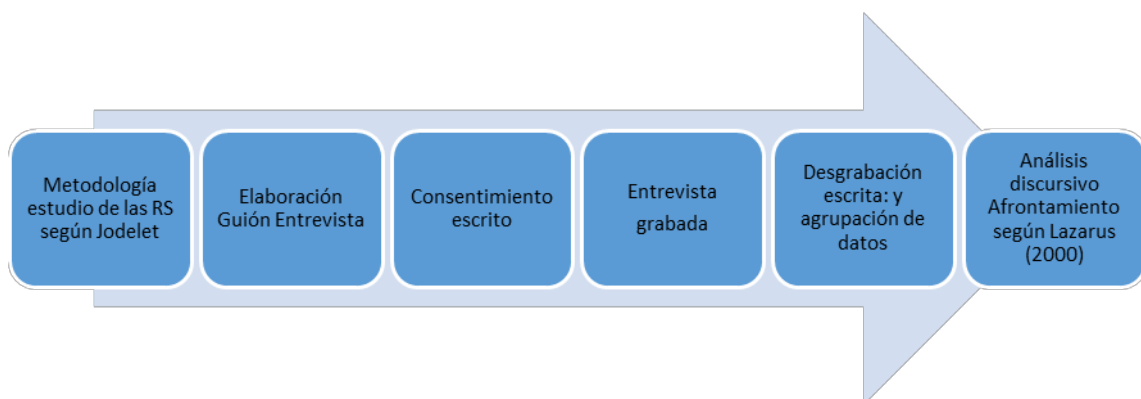 Metodología
estudio de las RS
según Jodelet
Elaboración
Guión Entrevista
Consentimiento
escrito
Entrevista
grabada
Desgrabación
escrita: y
agrupación de
datos
Análisis
discursivo
Afrontamiento
según Lazarus
(2000)